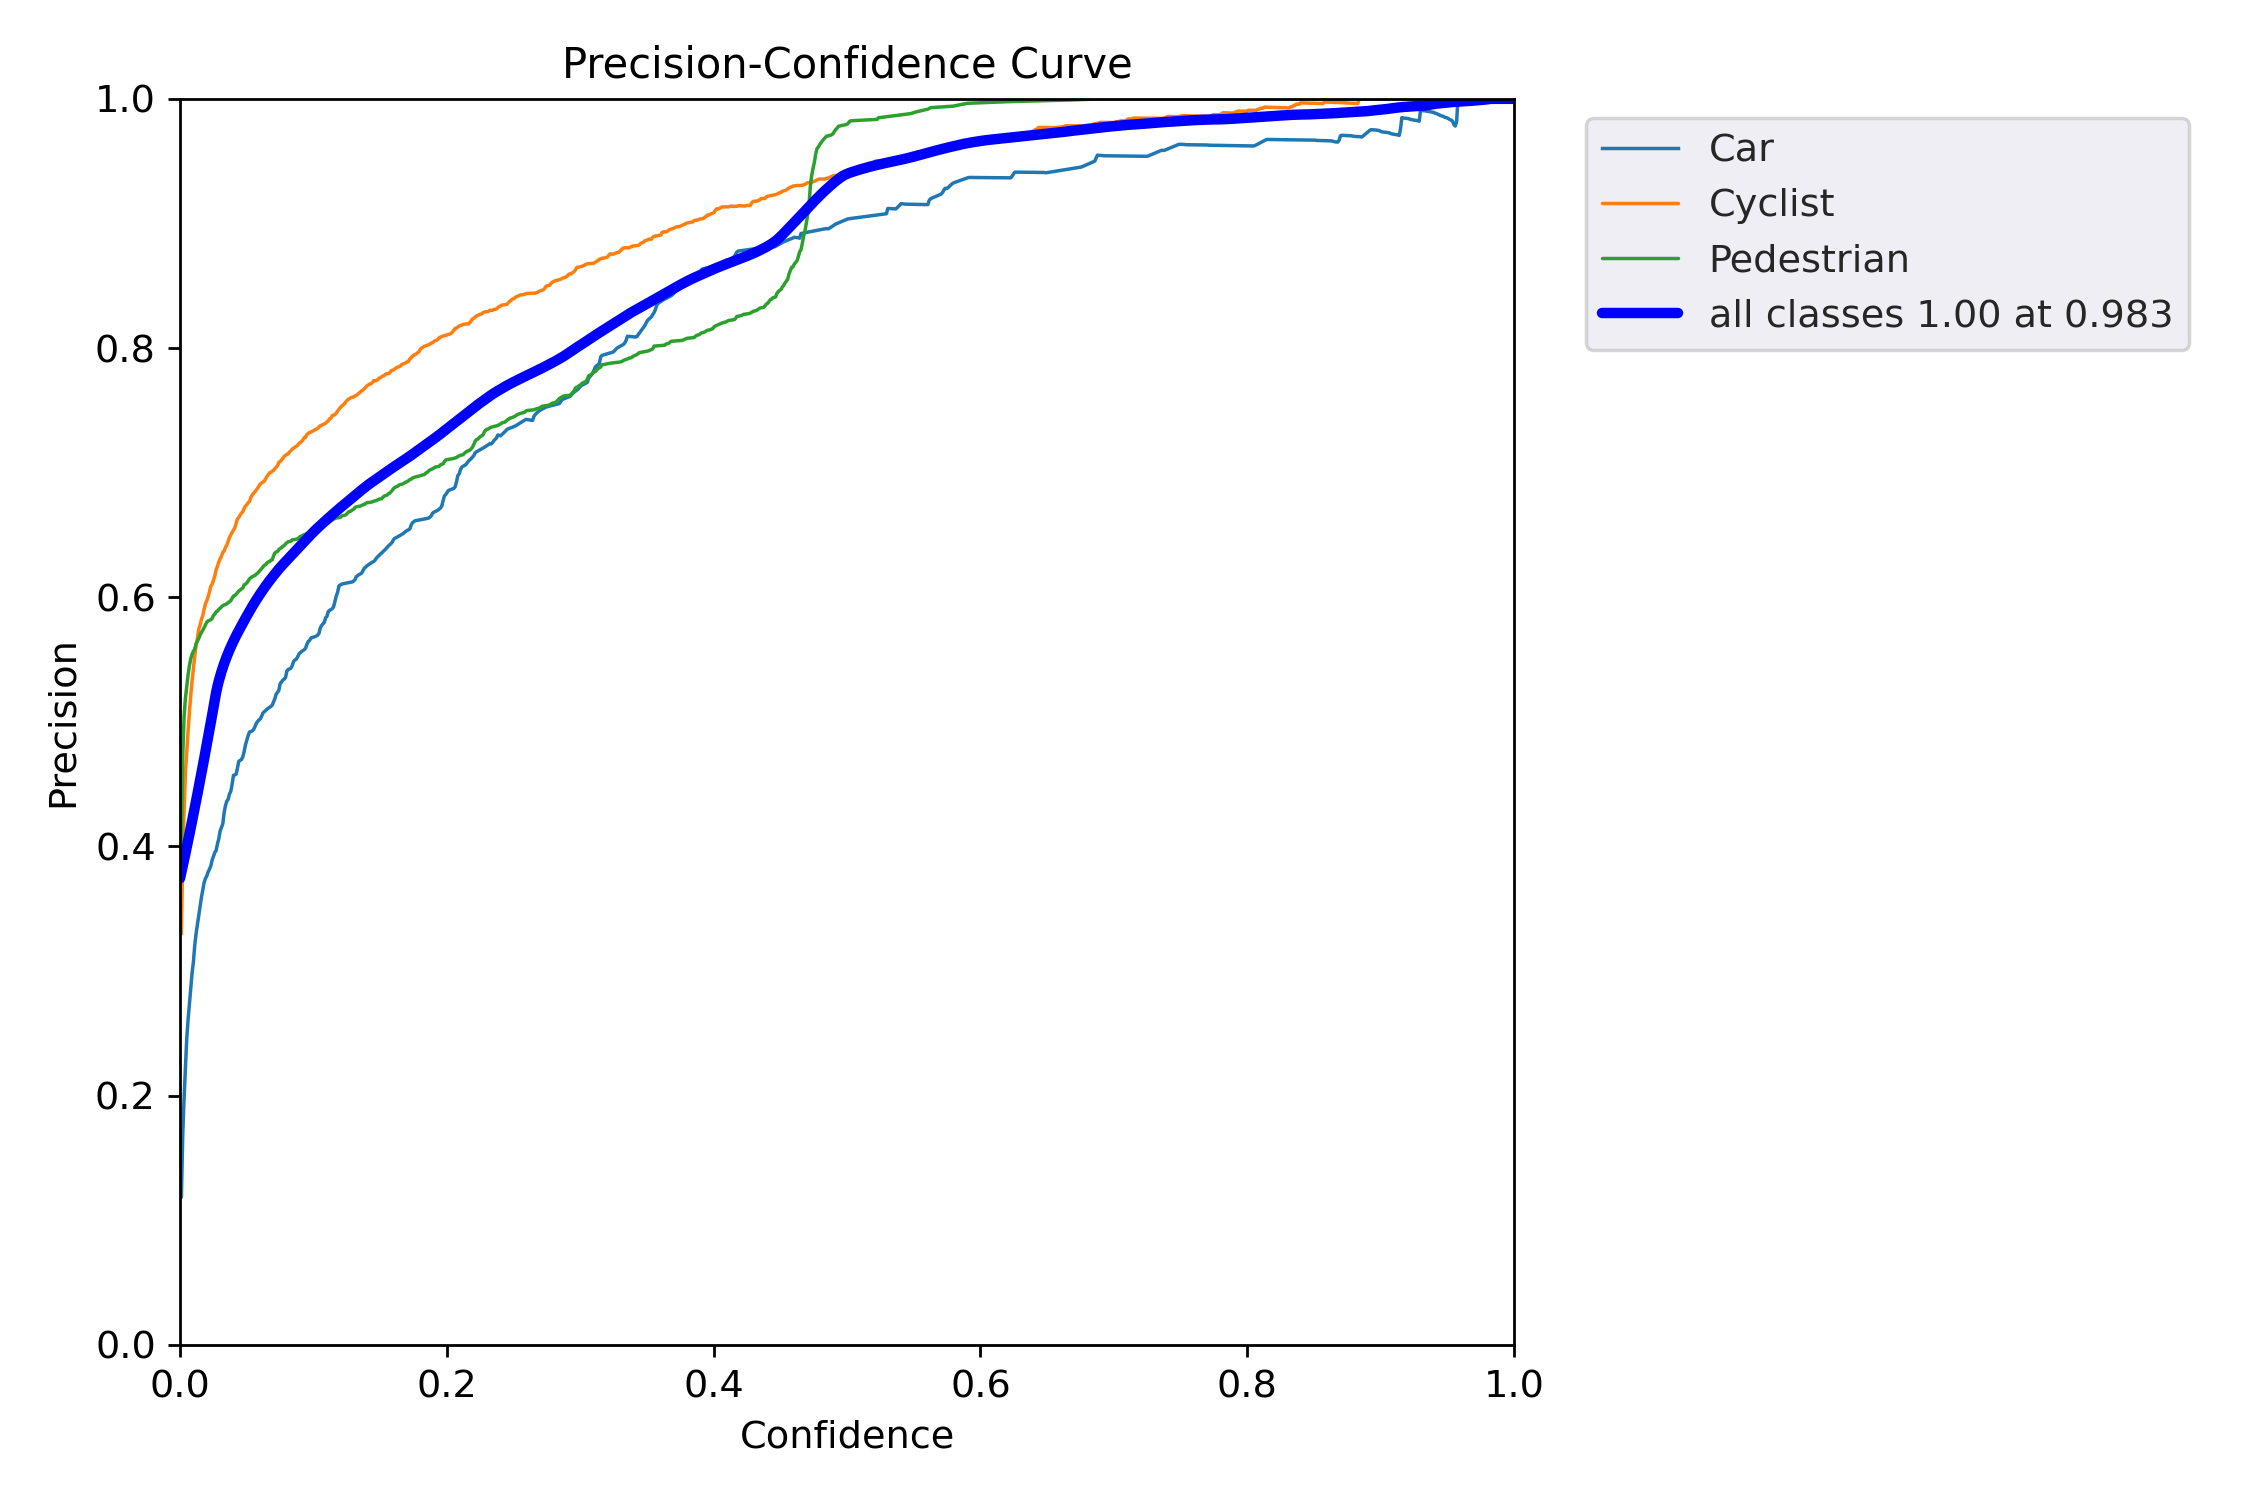 Precision-Confidence Curve
1.0
0.8
0.6
0.4
0.2
0.0
Precision
0.0 0.2 0.4 0.6 0.8 1.0
Confidence
Car
Cyclist
Pedestrian
all classes 1.00 at 0.983